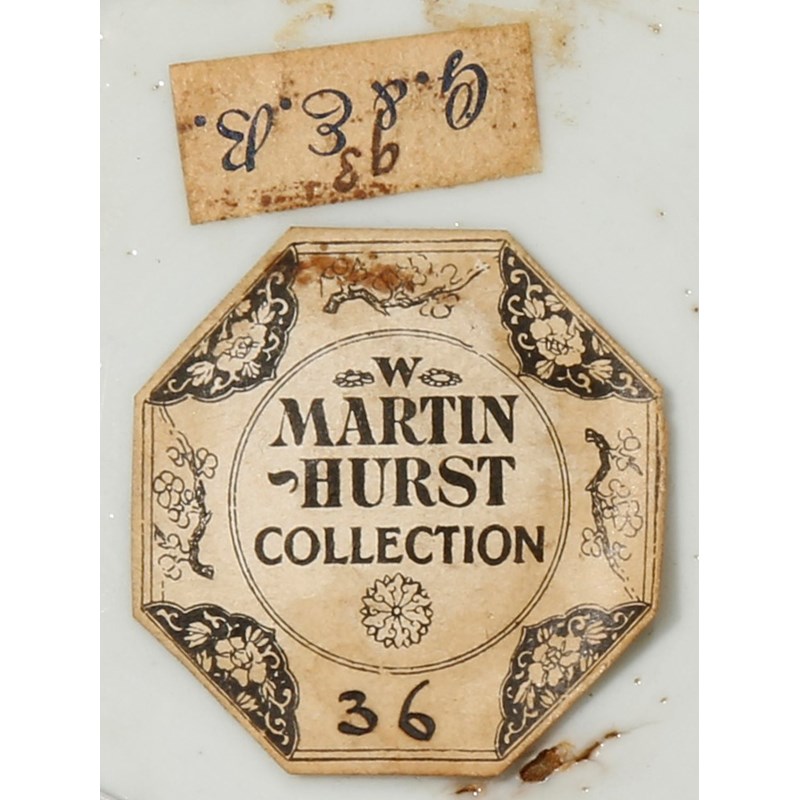 G. & E. B.
93
W
MARTIN
-HURST
COLLECTION
36